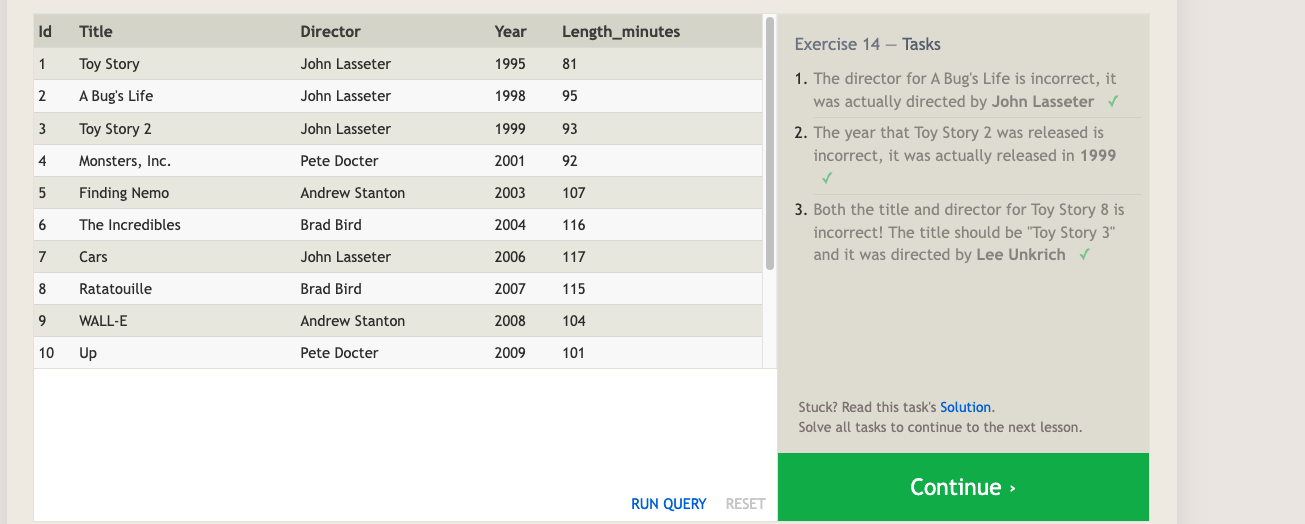 Id Title Director Year Length_minutes
1 Toy Story John Lasseter 1995 81
2 A Bug's Life John Lasseter 1998 95
3 Toy Story 2 John Lasseter 1999 93
4 Monsters, Inc. Pete Docter 2001 92
5 Finding Nemo Andrew Stanton 2003 107
6 The Incredibles Brad Bird 2004 116
7 Cars John Lasseter 2006 117
8 Ratatouille Brad Bird 2007 115
9 WALL-E Andrew Stanton 2008 104
10 Up Pete Docter 2009 101
RUN QUERY RESET
Exercise 14 — Tasks
1. The director for A Bug's Life is incorrect, it
was actually directed by John Lasseter ✓
2. The year that Toy Story 2 was released is
incorrect, it was actually released in 1999
✓
3. Both the title and director for Toy Story 8 is
incorrect! The title should be "Toy Story 3"
and it was directed by Lee Unkrich ✓
Stuck? Read this task's Solution.
Solve all tasks to continue to the next lesson.
Continue ›